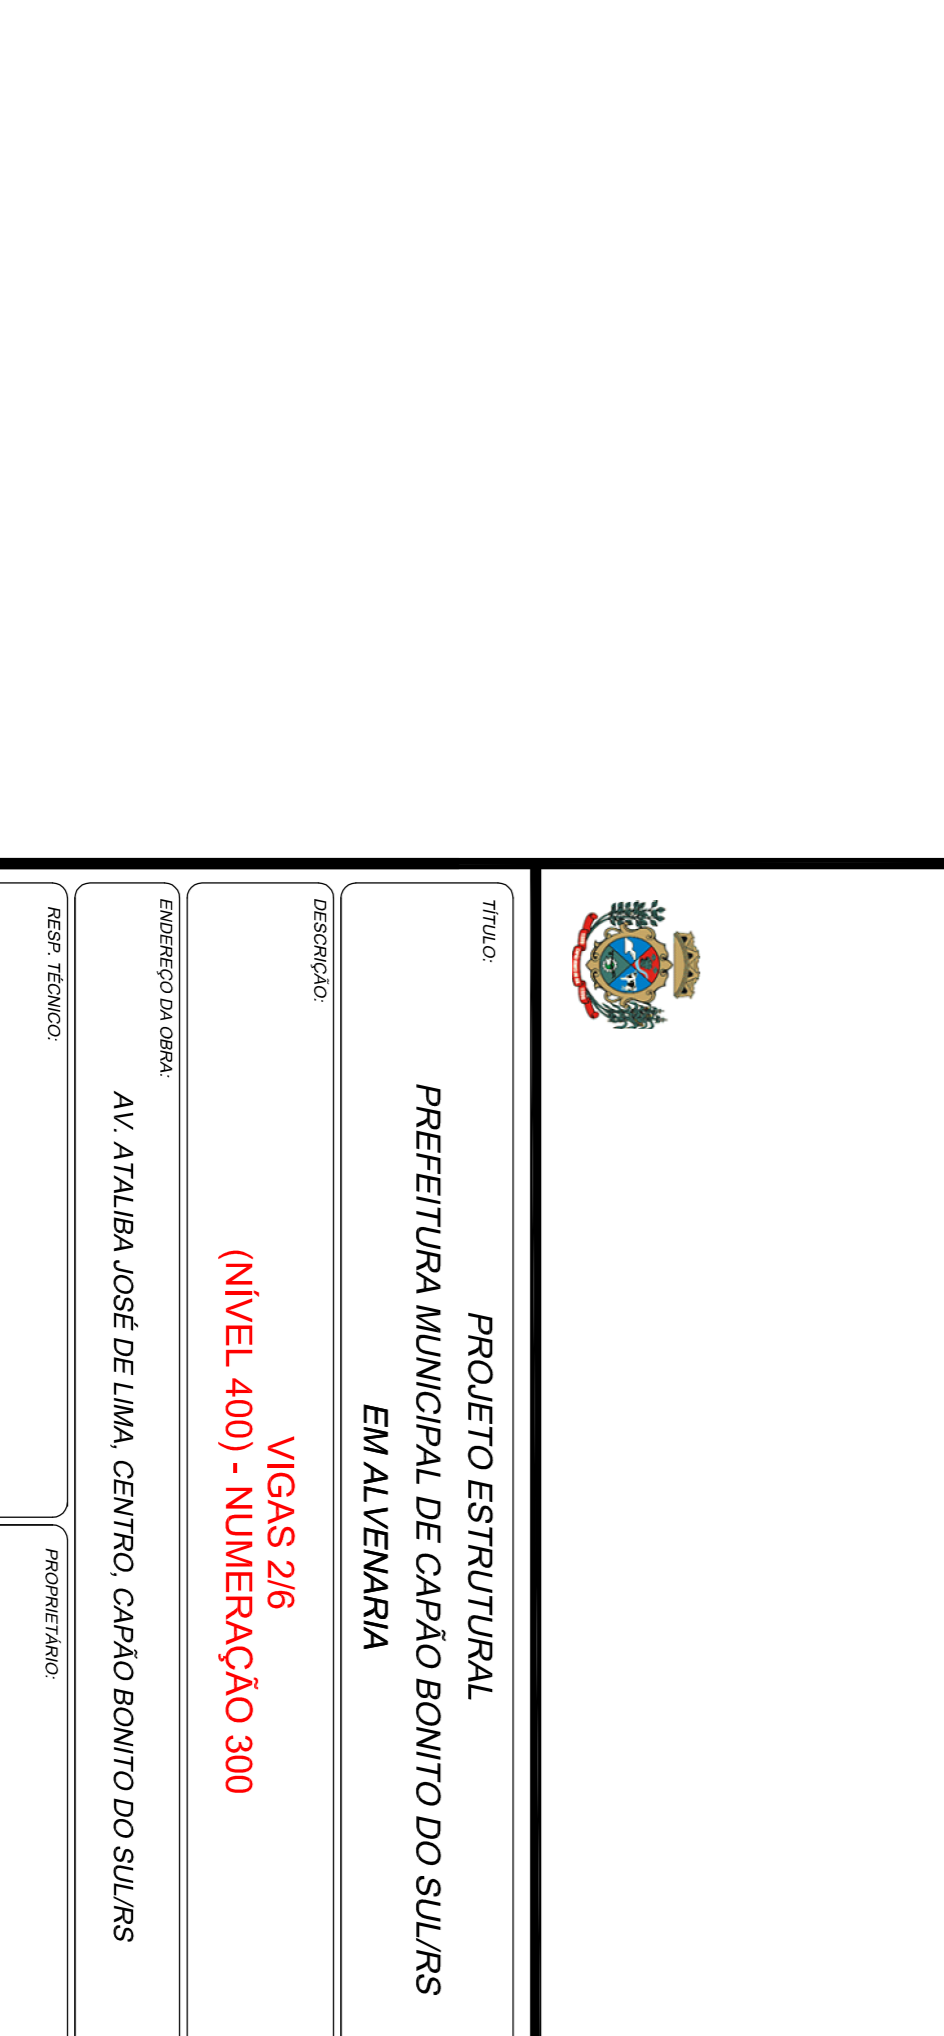 TÍTULO:
PROJETO ESTRUTURAL
PREFEITURA MUNICIPAL DE CAPÃO BONITO DO SUL/RS
EM ALVENARIA
DESCRIÇÃO:
VIGAS 2/6
(NÍVEL 400) - NUMERAÇÃO 300
ENDEREÇO DA OBRA:
AV. ATALIBA JOSÉ DE LIMA, CENTRO, CAPÃO BONITO DO SUL/RS
RESP. TÉCNICO:
PROPRIETÁRIO: